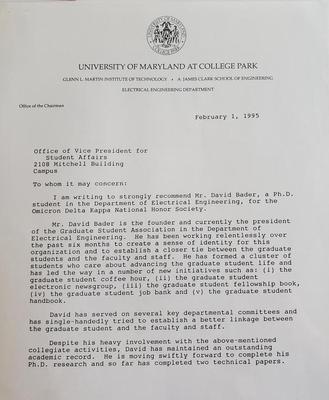 UNIVERSITY OF MARYLAND AT COLLEGE PARK
GLENN L. MARTIN INSTITUTE OF TECHNOLOGY • A. JAMES CLARK SCHOOL OF ENGINEERING
ELECTRICAL ENGINEERING DEPARTMENT
Office of the Chairman
February 1, 1995
Office of Vice President for
Student Affairs
2108 Mitchell Building
Campus
To whom it may concern:
I am writing to strongly recommend Mr. David Bader, a Ph.D.
student in the Department of Electrical Engineering, for the
Omicron Delta Kappa National Honor Society.
Mr. David Bader is the founder and currently the president
of the Graduate Student Association in the Department of
Electrical Engineering. He has been working relentlessly over
the past six months to create a sense of identity for this
organization and to establish a closer tie between the graduate
students and the faculty and staff. He has formed a cluster of
students who care about advancing the graduate student life and
has led the way in a number of new initiatives such as: (i) the
graduate student coffee hour, (ii) the graduate student
electronic newsgroup, (iii) the graduate student fellowship book,
(iv) the graduate student job bank and (v) the graduate student
handbook.
David has served on several key departmental committees and
has single-handedly tried to establish a better linkage between
the graduate student and the faculty and staff.
Despite his heavy involvement with the above-mentioned
collegiate activities, David has maintained an outstanding
academic record. He is moving swiftly forward to complete his
Ph.D. research and so far has completed two technical papers.